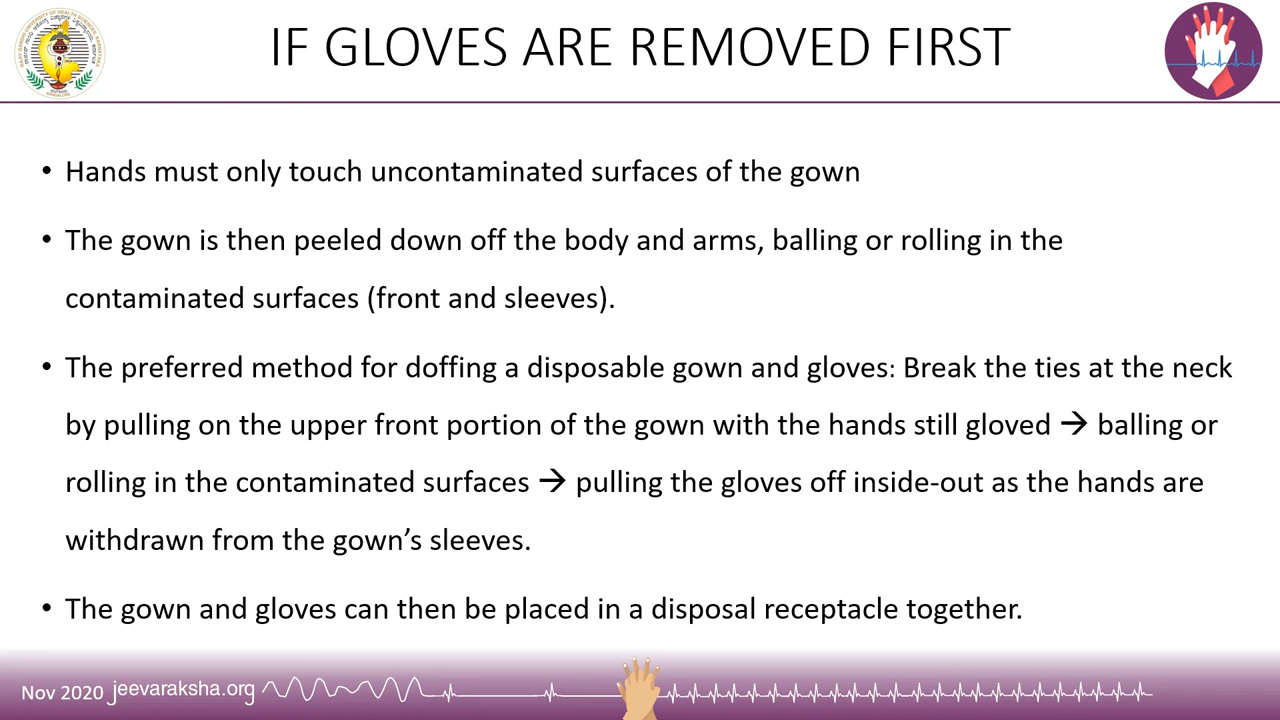 IF GLOVES ARE REMOVED FIRST
• Hands must only touch uncontaminated surfaces of the gown
• The gown is then peeled down off the body and arms, balling or rolling in the
contaminated surfaces (front and sleeves).
• The preferred method for doffing a disposable gown and gloves: Break the ties at the neck
by pulling on the upper front portion of the gown with the hands still gloved → balling or
rolling in the contaminated surfaces → pulling the gloves off inside-out as the hands are
withdrawn from the gown’s sleeves.
• The gown and gloves can then be placed in a disposal receptacle together.
Nov 2020 jeevaraksha.org